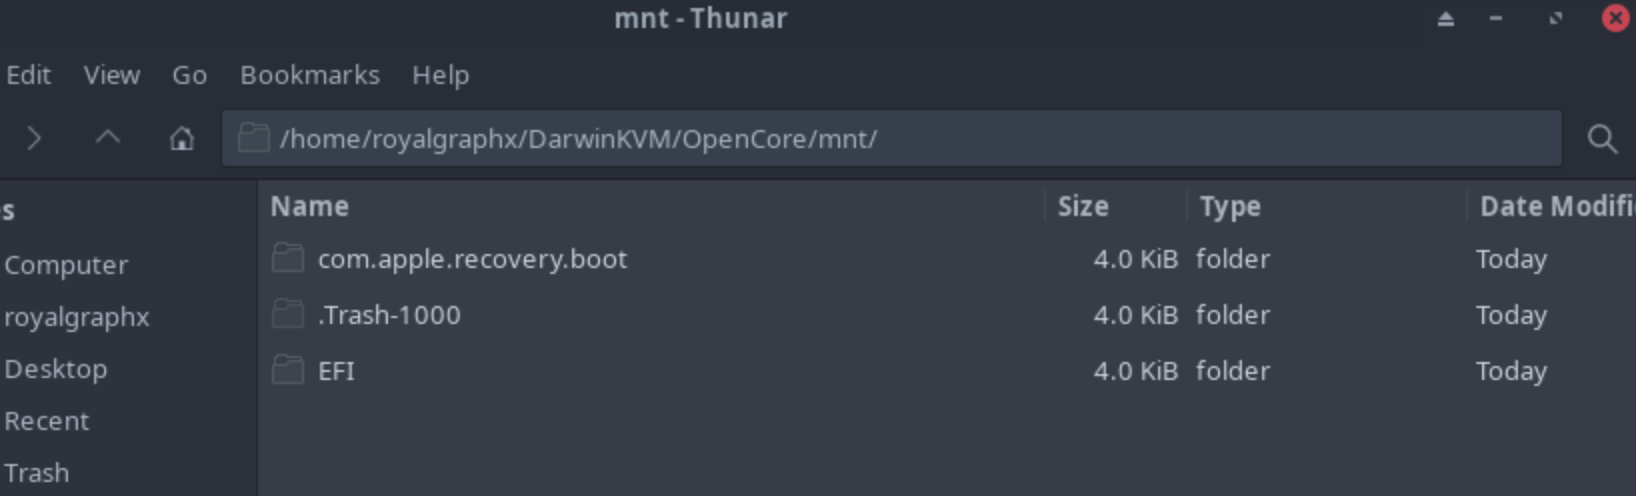 mnt - Thunar
Edit View Go Bookmarks Help
/home/royalgraphx/DarwinKVM/OpenCore/mnt/
s
Name Size Type Date Modifi
Computer
royalgraphx
Desktop
Recent
Trash
com.apple.recovery.boot 4.0 KiB folder Today
.Trash-1000 4.0 KiB folder Today
EFI 4.0 KiB folder Today